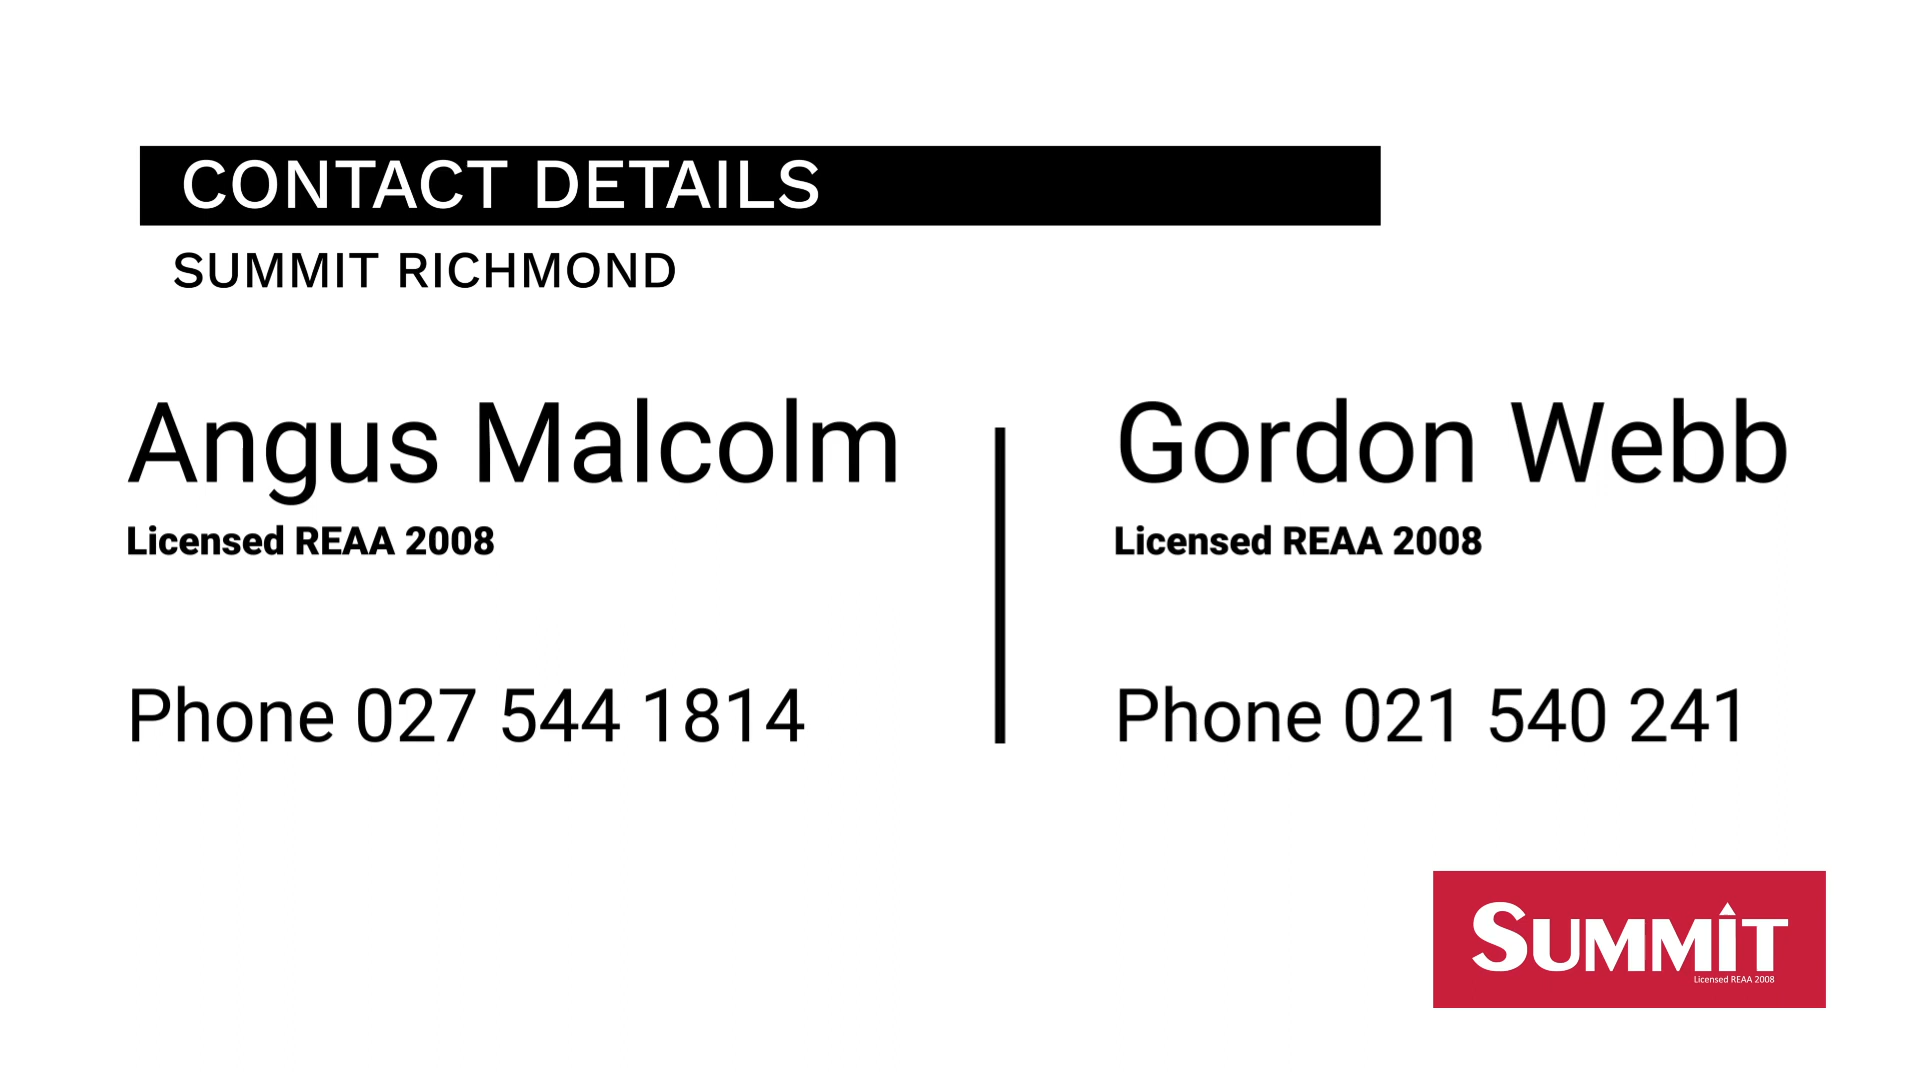 CONTACT DETAILS
SUMMIT RICHMOND
Angus Malcolm
Licensed REAA 2008
Phone 027 544 1814
Gordon Webb
Licensed REAA 2008
Phone 021 540 241
SUMMIT
Licensed REAA 2008